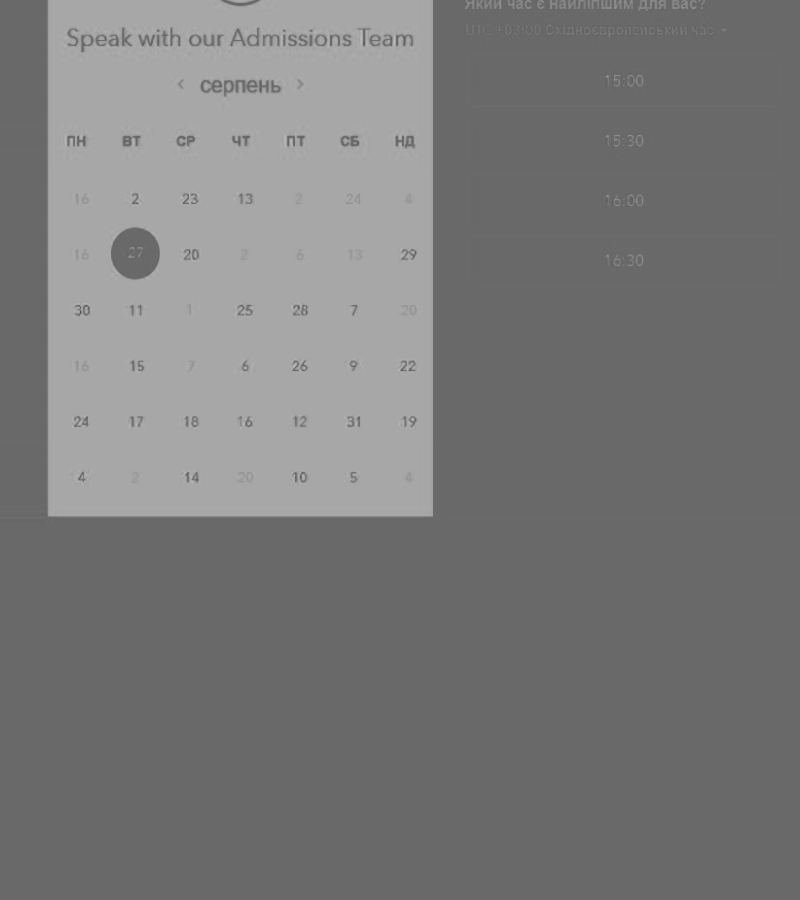 Speak with our Admissions Team
< серпень >
ПН ВТ СР ЧТ ПТ СБ НД
16 2 23 13 2 24 4
16 27 20 2 6 13 29
30 11 1 25 28 7 20
16 15 7 6 26 9 22
24 17 18 16 12 31 19
4 2 14 20 10 5 4
Який час є найліпшим для вас?
UTC +03:00 Східноєвропейський час
15:00
15:30
16:00
16:30